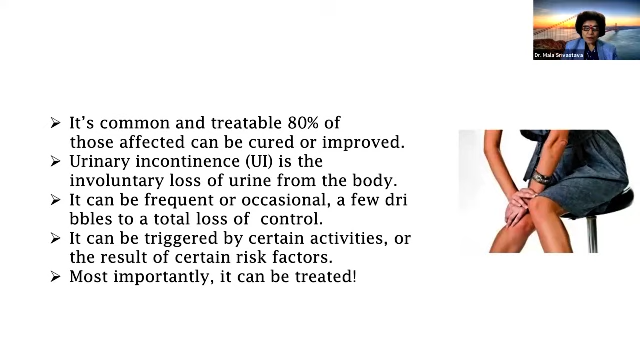 Dr. Mala Srivastava
➢ It's common and treatable 80% of
those affected can be cured or improved.
➢ Urinary incontinence (UI) is the
involuntary loss of urine from the body.
➢ It can be frequent or occasional, a few dri
bbles to a total loss of control.
➢ It can be triggered by certain activities, or
the result of certain risk factors.
➢ Most importantly, it can be treated!